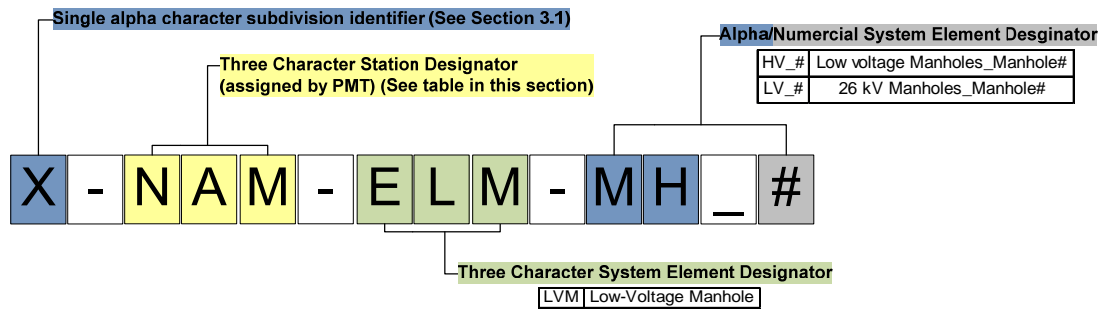 Single alpha character subdivision identifier (See Section 3.1)
Alpha/Numercial System Element Desginator
HV_# Low voltage Manholes_Manhole#
LV_# 26 kV Manholes_Manhole#
Three Character Station Designator
(assigned by PMT) (See table in this section)
X - N A M - E L M - M H _ #
Three Character System Element Designator
LVM Low-Voltage Manhole